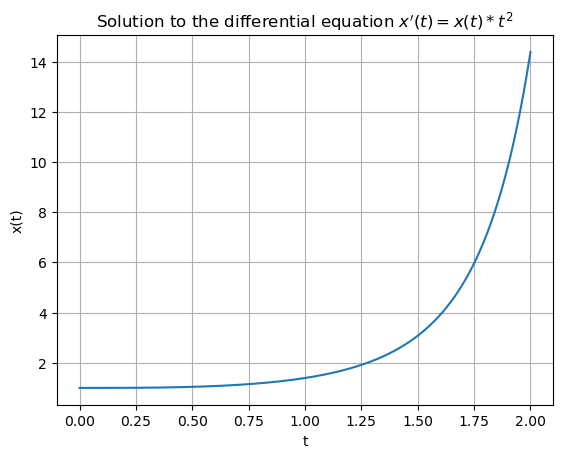 Solution to the differential equation x′(t) = x(t) * t²
14
12
10
8
6
4
2
x(t)
0.00 0.25 0.50 0.75 1.00 1.25 1.50 1.75 2.00
t